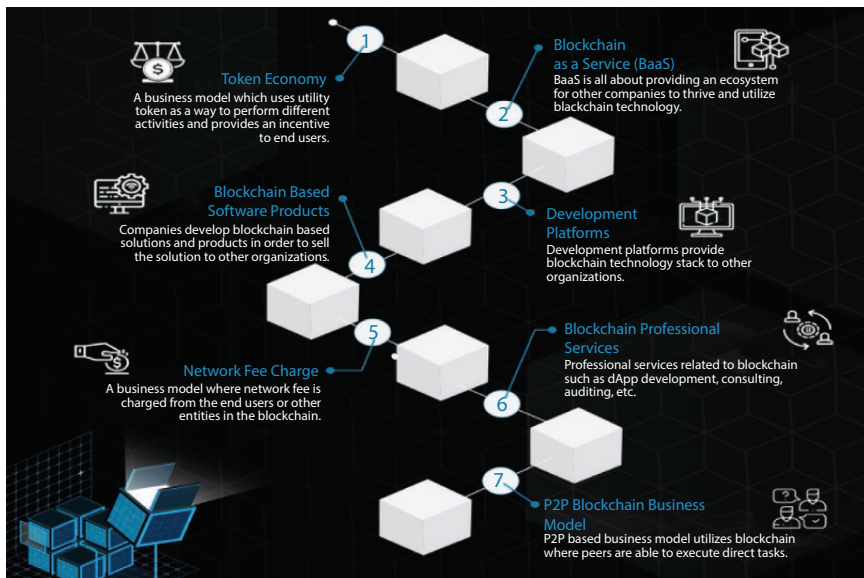 1
Token Economy
A business model which uses utility
token as a way to perform different
activities and provides an incentive
to end users.
Blockchain
as a Service (BaaS)
BaaS is all about providing an ecosystem
for other companies to thrive and utilize
blockchain technology.
2
3
Development
Platforms
Development platforms provide
blockchain technology stack to other
organizations.
Blockchain Based
Software Products
Companies develop blockchain based
solutions and products in order to sell
the solution to other organizations.
4
5
Network Fee Charge
A business model where network fee is
charged from the end users or other
entities in the blockchain.
Blockchain Professional
Services
Professional services related to blockchain
such as dApp development, consulting,
auditing, etc.
6
7
P2P Blockchain Business
Model
P2P based business model utilizes blockchain
where peers are able to execute direct tasks.
$
$
?